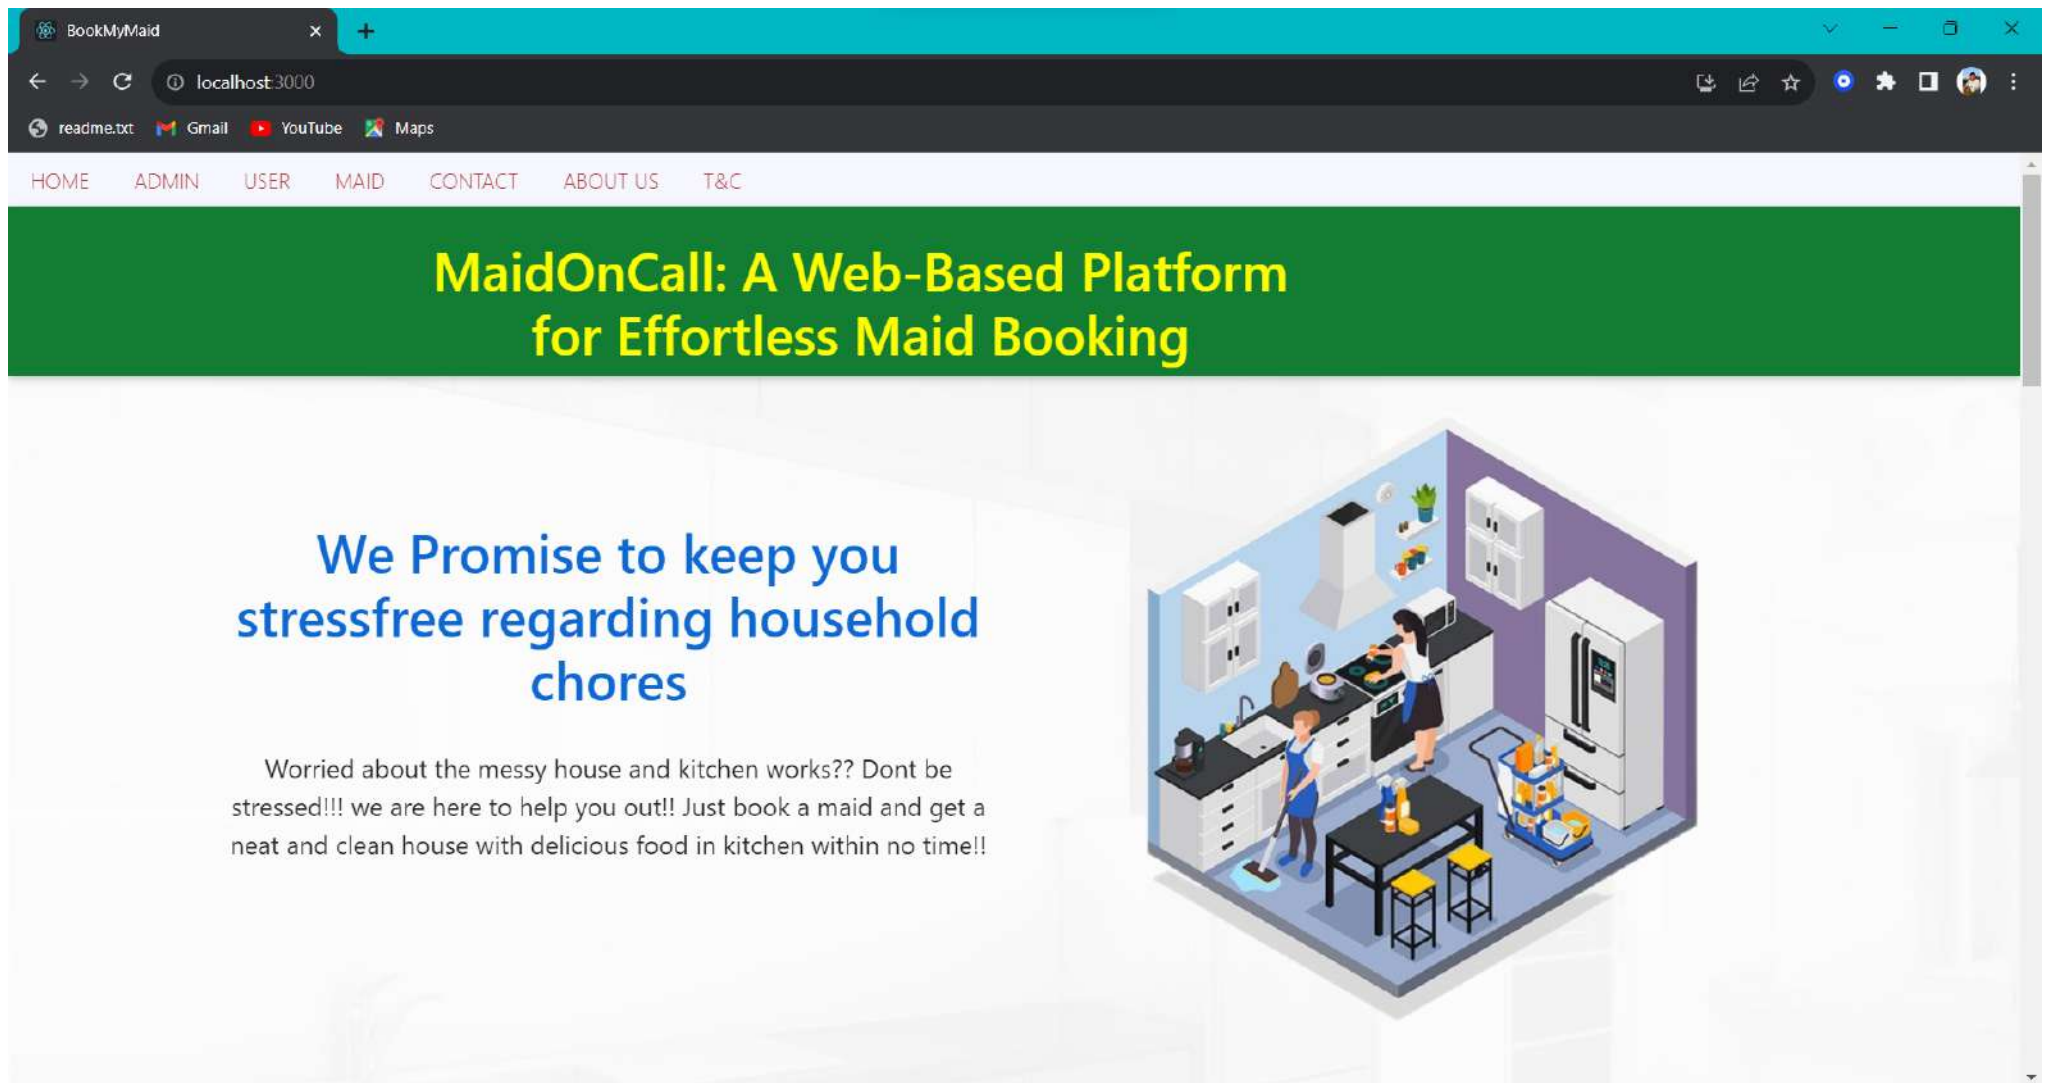 BookMyMaid
localhost:3000
readme.txt Gmail YouTube Maps
HOME ADMIN USER MAID CONTACT ABOUT US T&C
MaidOnCall: A Web-Based Platform
for Effortless Maid Booking
We Promise to keep you
stressfree regarding household
chores
Worried about the messy house and kitchen works?? Dont be
stressed!!! we are here to help you out!! Just book a maid and get a
neat and clean house with delicious food in kitchen within no time!!